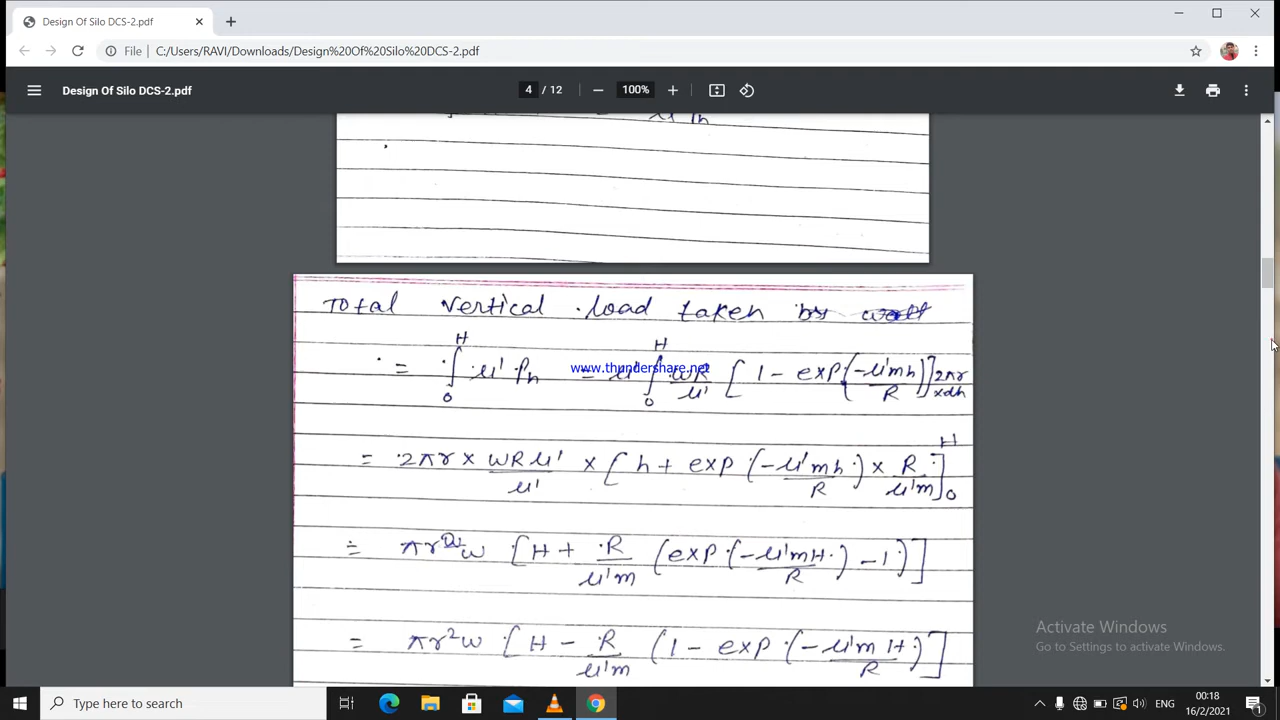 Design Of Silo DCS-2.pdf
File | C:/Users/RAVI/Downloads/Design%20Of%20Silo%20DCS-2.pdf
Design Of Silo DCS-2.pdf
4 / 12
100%
Total vertical load taken by wall
= ∫₀ᴴ μ' Pₕ = μ' ∫₀ᴴ wR/μ' [ 1 - exp (-μ'mh/R) ] 2πr x dh
www.thundershare.net
= 2πr × wRμ'/μ' × [ h + exp (-μ'mh/R) × R/μ'm ]₀ᴴ
= πr² w [ H + R/μ'm ( exp (-μ'mH/R) - 1 ) ]
= πr²w [ H - R/μ'm ( 1 - exp (-μ'mH/R) ]
Activate Windows
Go to Settings to activate Windows.
Type here to search
ENG
00:18
16/2/2021
1